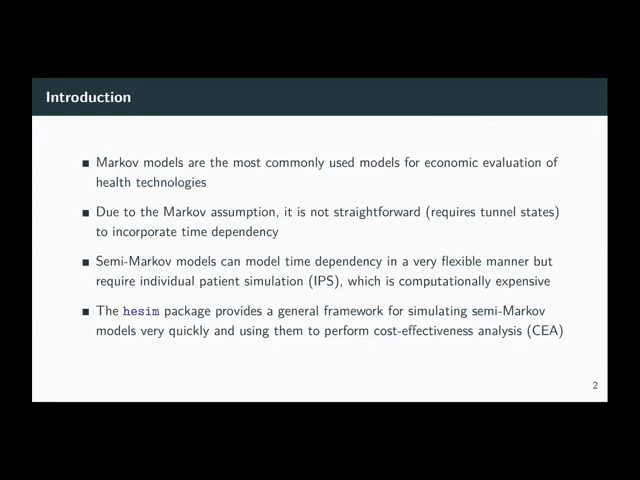 Introduction
■ Markov models are the most commonly used models for economic evaluation of
health technologies
■ Due to the Markov assumption, it is not straightforward (requires tunnel states)
to incorporate time dependency
■ Semi-Markov models can model time dependency in a very flexible manner but
require individual patient simulation (IPS), which is computationally expensive
■ The hesim package provides a general framework for simulating semi-Markov
models very quickly and using them to perform cost-effectiveness analysis (CEA)
2